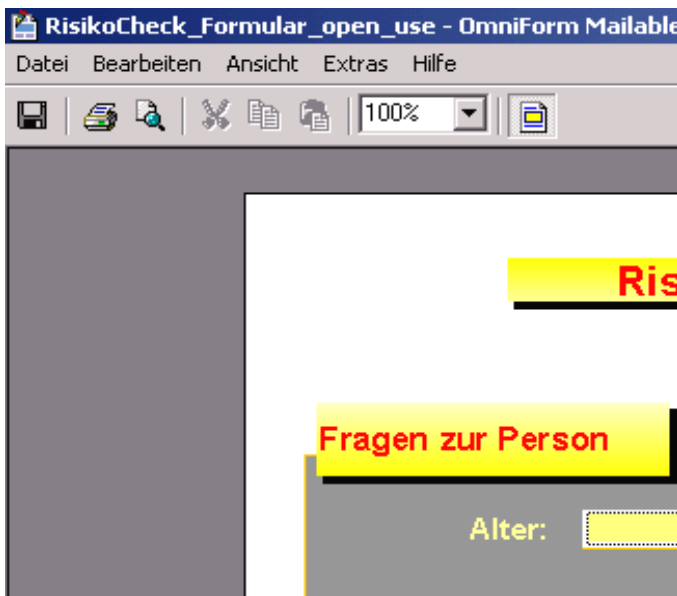 RisikoCheck_Formular_open_use - OmniForm Mailable
Datei Bearbeiten Ansicht Extras Hilfe
100%
Ris
Fragen zur Person
Alter: